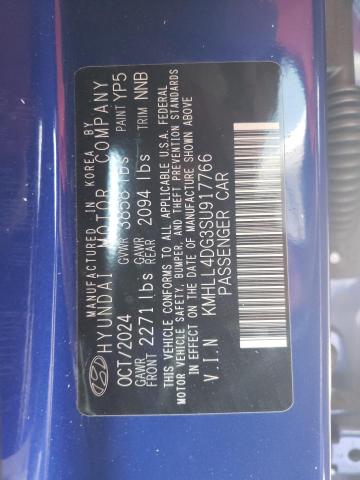 MANUFACTURED IN KOREA BY
HYUNDAI MOTOR COMPANY
OCT/2024 GVWR 3858 lbs PAINT YP5
GAWR FRONT 2271 lbs GAWR REAR 2094 lbs TRIM NNB
THIS VEHICLE CONFORMS TO ALL APPLICABLE U.S.A. FEDERAL
MOTOR VEHICLE SAFETY, BUMPER, AND THEFT PREVENTION STANDARDS
IN EFFECT ON THE DATE OF MANUFACTURE SHOWN ABOVE
V.I.N KMHLL4DG3SU917766
PASSENGER CAR